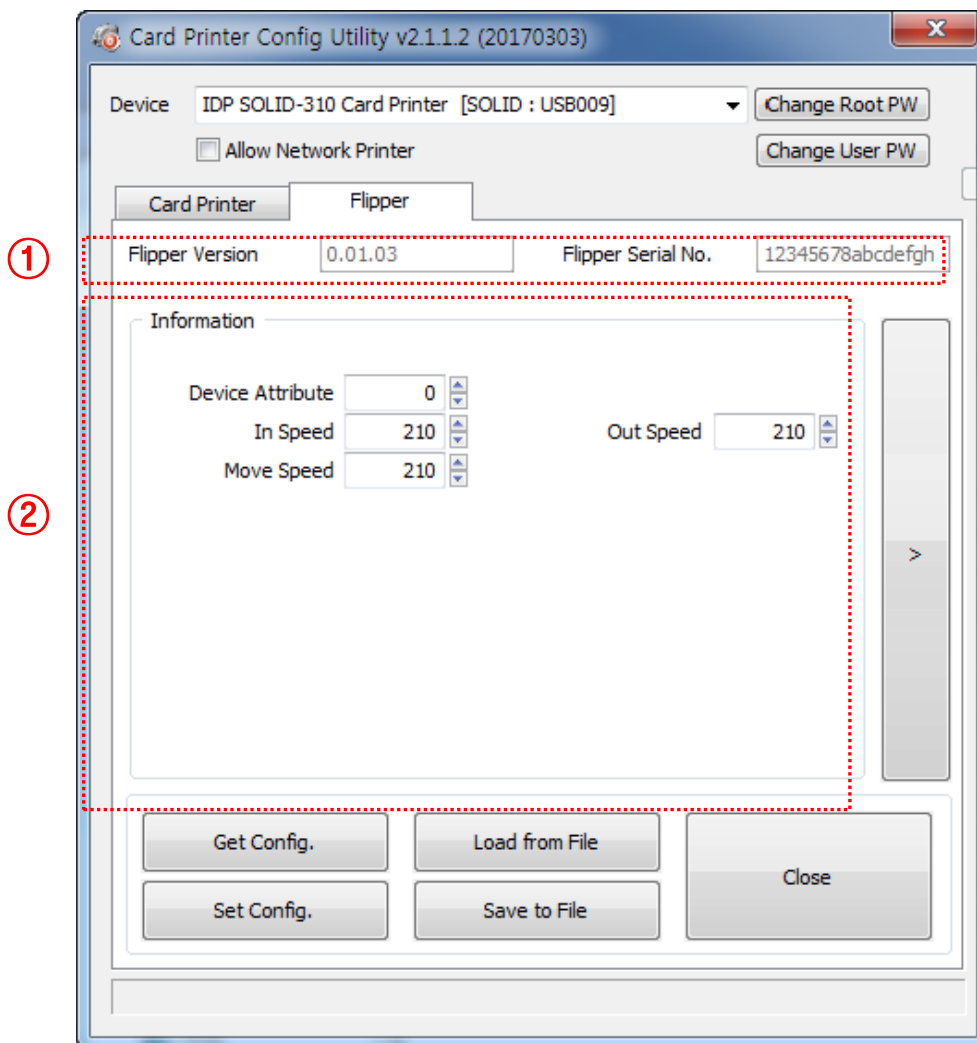 Card Printer Config Utility v2.1.1.2 (20170303)
x
Device IDP SOLID-310 Card Printer [SOLID : USB009] Change Root PW
Allow Network Printer Change User PW
Card Printer Flipper
① Flipper Version 0.01.03 Flipper Serial No. 12345678abcdefgh
Information
Device Attribute 0
In Speed 210 Out Speed 210
Move Speed 210
②
>
Get Config. Load from File
Close
Set Config. Save to File